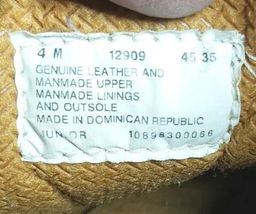 4 M 12909 45 35
GENUINE LEATHER AND
MANMADE UPPER
MANMADE LININGS
AND OUTSOLE
MADE IN DOMINICAN REPUBLIC
JUNIOR 10898300066